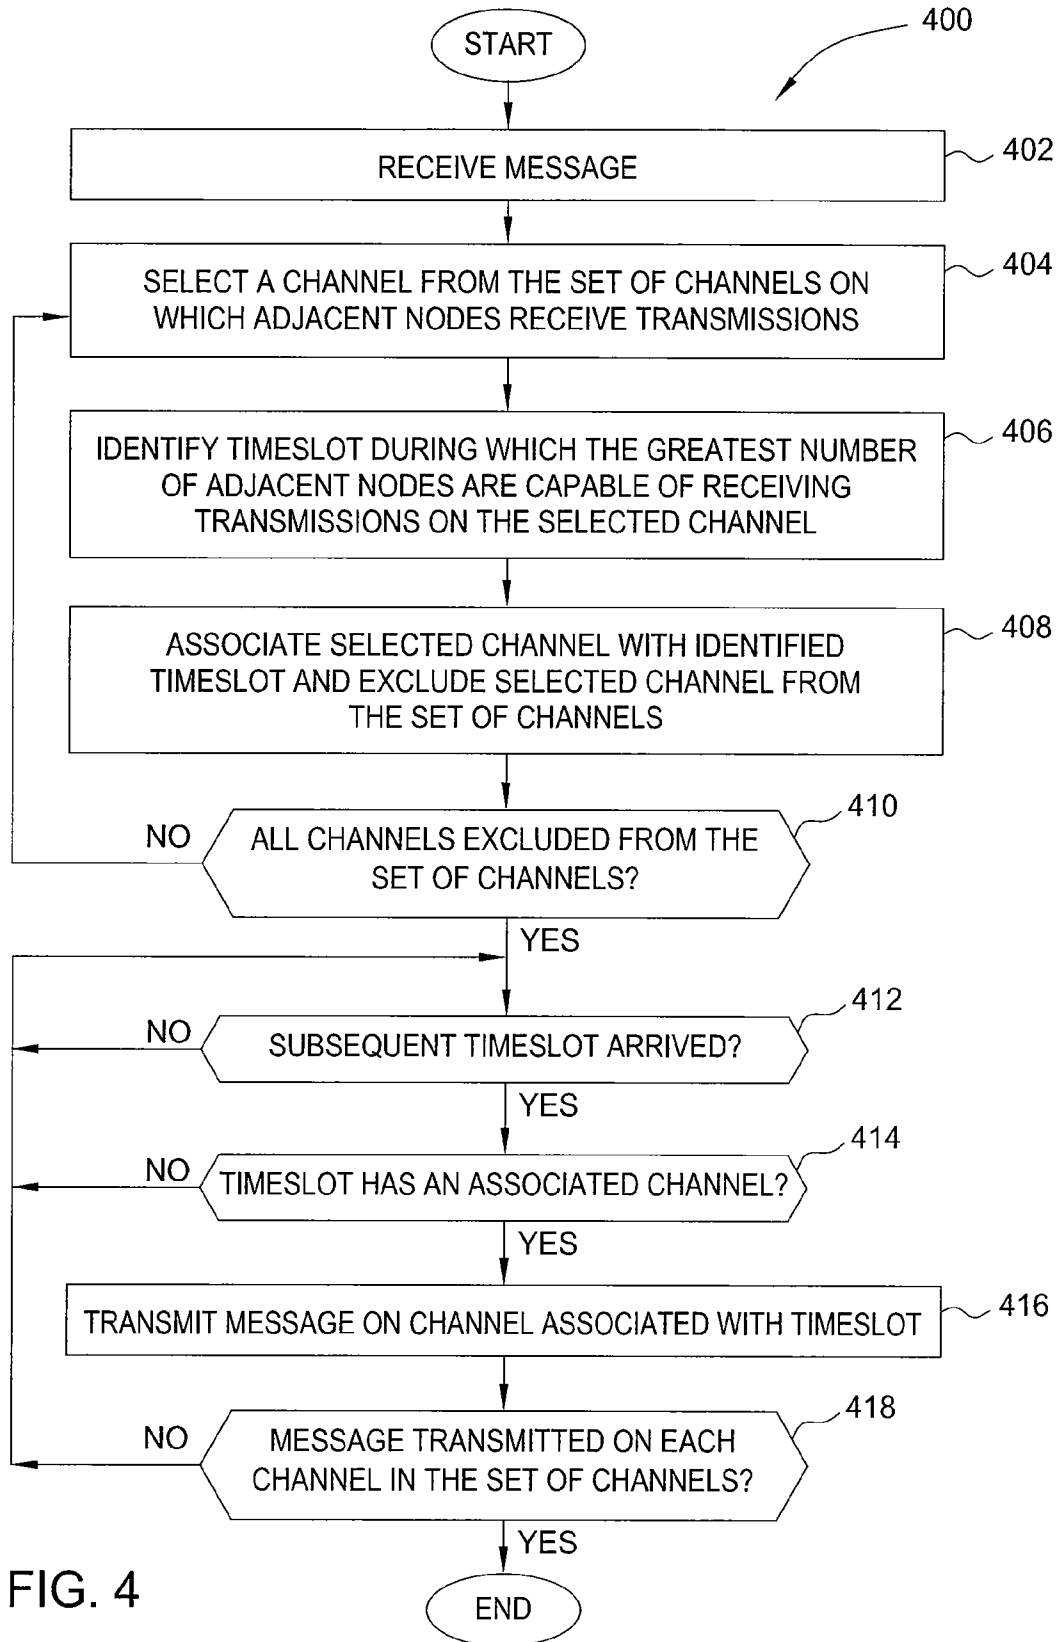 START
400
RECEIVE MESSAGE
402
SELECT A CHANNEL FROM THE SET OF CHANNELS ON
WHICH ADJACENT NODES RECEIVE TRANSMISSIONS
404
IDENTIFY TIMESLOT DURING WHICH THE GREATEST NUMBER
OF ADJACENT NODES ARE CAPABLE OF RECEIVING
TRANSMISSIONS ON THE SELECTED CHANNEL
406
ASSOCIATE SELECTED CHANNEL WITH IDENTIFIED
TIMESLOT AND EXCLUDE SELECTED CHANNEL FROM
THE SET OF CHANNELS
408
ALL CHANNELS EXCLUDED FROM THE
SET OF CHANNELS?
410
NO
YES
SUBSEQUENT TIMESLOT ARRIVED?
412
NO
YES
TIMESLOT HAS AN ASSOCIATED CHANNEL?
414
NO
YES
TRANSMIT MESSAGE ON CHANNEL ASSOCIATED WITH TIMESLOT
416
MESSAGE TRANSMITTED ON EACH
CHANNEL IN THE SET OF CHANNELS?
418
NO
YES
END
FIG. 4